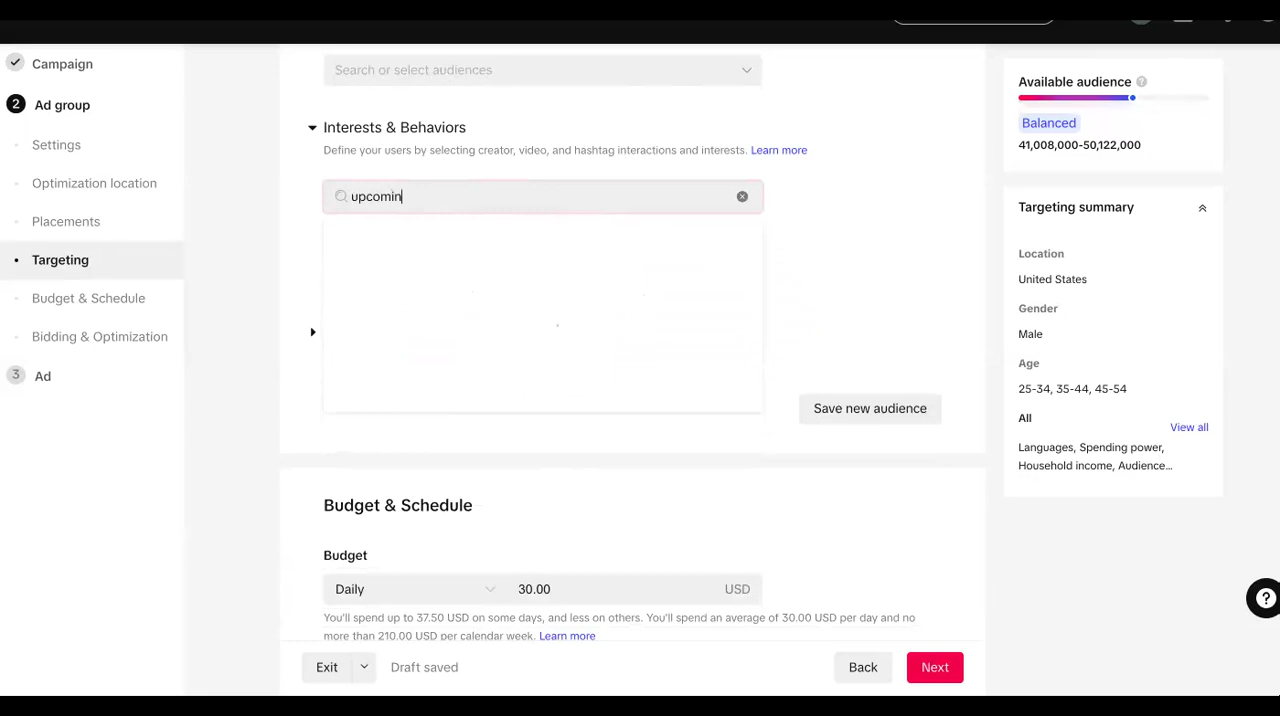 Campaign
2 Ad group
Settings
Optimization location
Placements
Targeting
Budget & Schedule
Bidding & Optimization
3 Ad
Search or select audiences
Interests & Behaviors
Define your users by selecting creator, video, and hashtag interactions and interests. Learn more
upcomin
Save new audience
Budget & Schedule
Budget
Daily 30.00 USD
You'll spend up to 37.50 USD on some days, and less on others. You'll spend an average of 30.00 USD per day and no
more than 210.00 USD per calendar week. Learn more
Exit Draft saved Back Next
Available audience ?
Balanced
41,008,000-50,122,000
Targeting summary
Location
United States
Gender
Male
Age
25-34, 35-44, 45-54
All
View all
Languages, Spending power,
Household income, Audience...
?